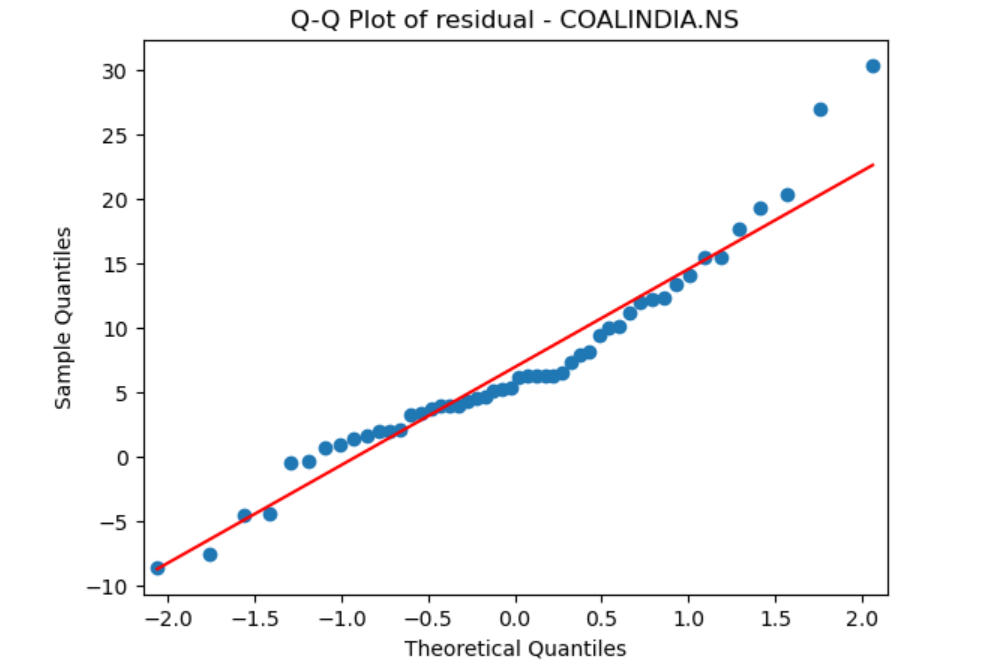 Q-Q Plot of residual - COALINDIA.NS
30
25
20
15
10
5
0
−5
−10
Sample Quantiles
−2.0 −1.5 −1.0 −0.5 0.0 0.5 1.0 1.5 2.0
Theoretical Quantiles